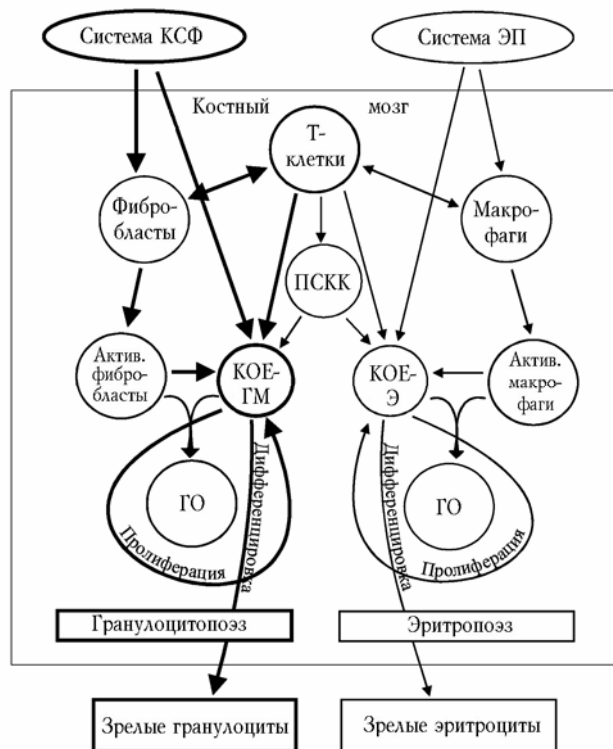 Система КСФ
Система ЭП
Костный
мозг
Т-
клетки
Фибро-
бласты
Макро-
фаги
ПСКК
Актив.
фибро-
бласты
КОЕ-
ГМ
КОЕ-
Э
Актив.
макро-
фаги
ГО
ГО
Дифференцировка
Дифференцировка
Пролиферация
Пролиферация
Гранулоцитопоэз
Эритропоэз
Зрелые гранулоциты
Зрелые эритроциты